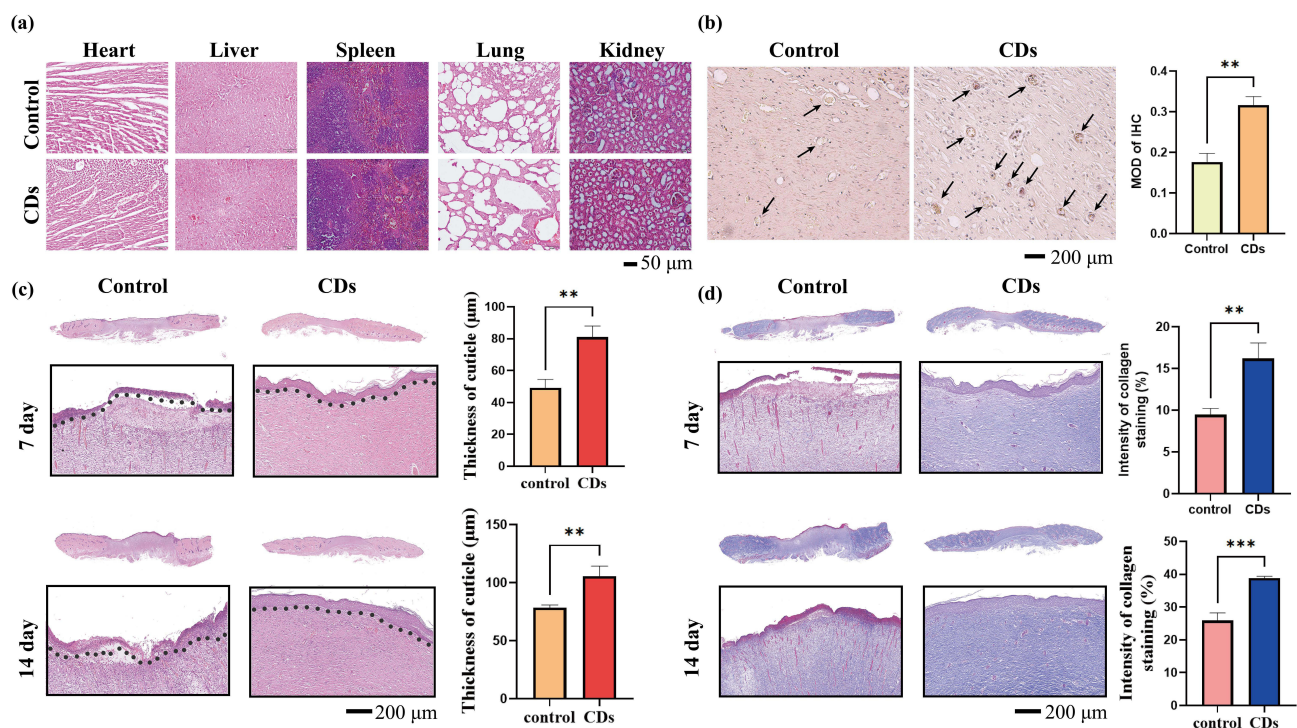 (a)
Heart Liver Spleen Lung Kidney
Control
CDs
50 μm
(b)
Control CDs
200 μm
**
MOD of IHC
0.4
0.3
0.2
0.1
0.0
Control CDs
(c)
Control CDs
7 day
**
Thickness of cuticle (μm)
100
80
60
40
20
0
control CDs
14 day
**
Thickness of cuticle (μm)
150
100
50
0
control CDs
200 μm
(d)
Control CDs
7 day
**
Intensity of collagen
staining (%)
20
15
10
5
0
control CDs
14 day
***
Intensity of collagen
staining (%)
50
40
30
20
10
0
control CDs
200 μm